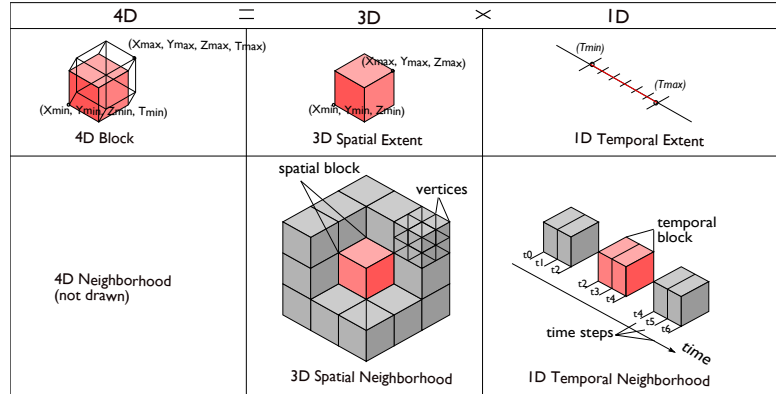 4D = 3D × 1D
(Xmax, Ymax, Zmax, Tmax)
(Xmin, Ymin, Zmin, Tmin)
4D Block
(Xmax, Ymax, Zmax)
(Xmin, Ymin, Zmin)
3D Spatial Extent
(Tmin)
(Tmax)
1D Temporal Extent
4D Neighborhood
(not drawn)
spatial block
vertices
3D Spatial Neighborhood
temporal
block
t0
t1
t2
t2
t3
t4
t4
t5
t6
time steps
time
1D Temporal Neighborhood